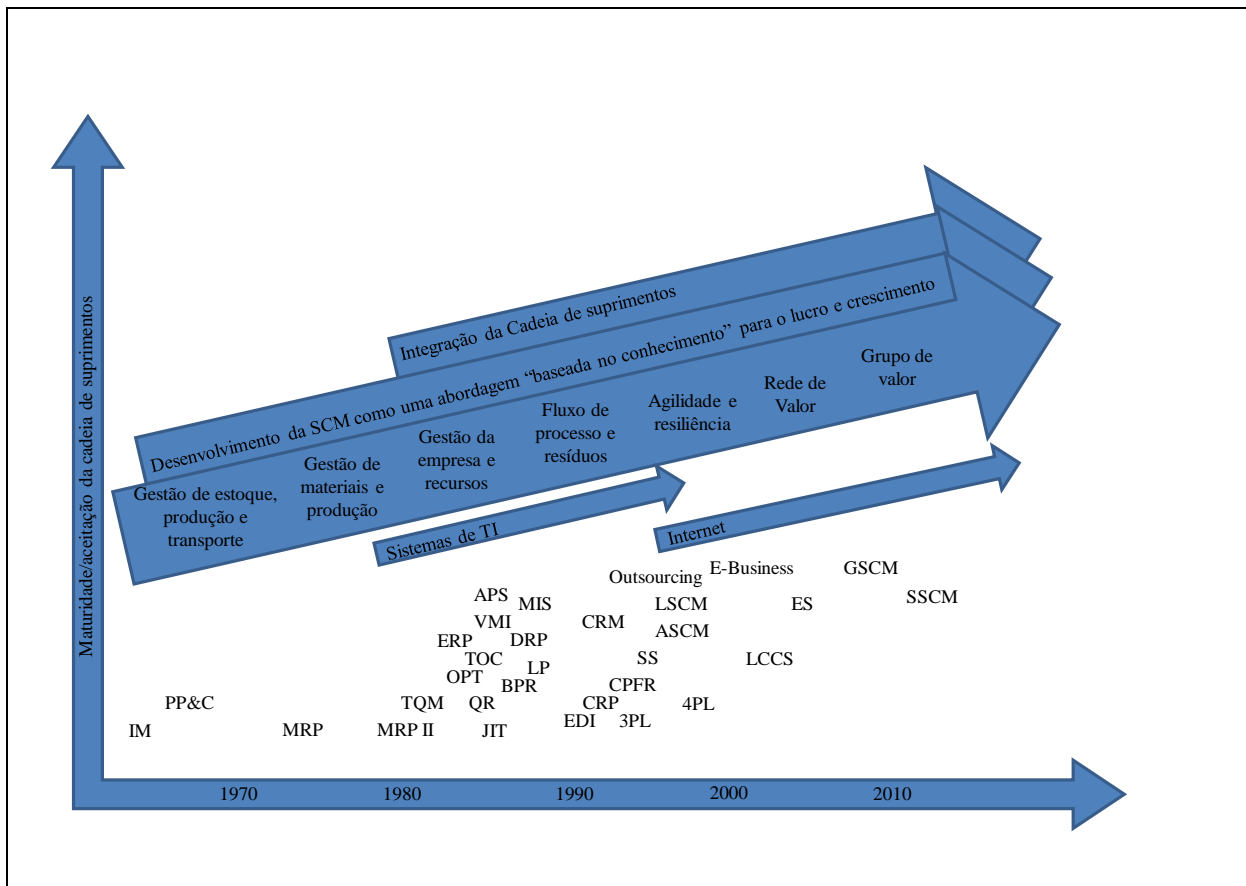 Maturidade/aceitação da cadeia de suprimentos
Integração da Cadeia de suprimentos
Desenvolvimento da SCM como uma abordagem “baseada no conhecimento” para o lucro e crescimento
Gestão de estoque,
produção e
transporte
Gestão de
materiais e
produção
Gestão da
empresa e
recursos
Fluxo de
processo e
resíduos
Agilidade e
resiliência
Rede de
Valor
Grupo de
valor
Sistemas de TI
Internet
Outsourcing
E-Business
GSCM
APS
MIS
LSCM
ES
SSCM
VMI
CRM
ASCM
ERP
DRP
TOC
LP
SS
LCCS
OPT
BPR
CPFR
PP&C
TQM
QR
CRP
4PL
IM
MRP
MRP II
JIT
EDI
3PL
1970
1980
1990
2000
2010